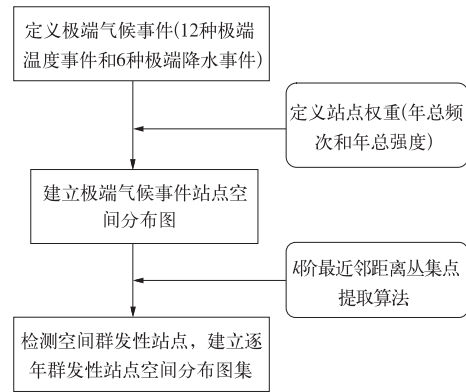 定义极端气候事件(12种极端
温度事件和6种极端降水事件)
定义站点权重(年总频
次和年总强度)
建立极端气候事件站点空
间分布图
k阶最近邻距离丛集点
提取算法
检测空间群发性站点，建立逐
年群发性站点空间分布图集